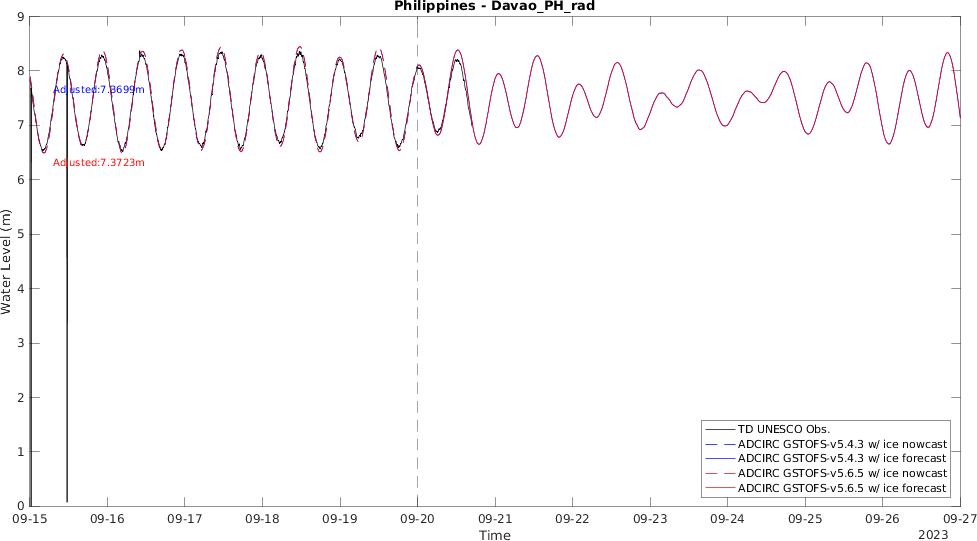 Philippines - Davao_PH_rad
9
8
7
6
5
4
3
2
1
0
Water Level (m)
Adjusted:7.3699m
Adjusted:7.3723m
TD UNESCO Obs.
ADCIRC GSTOFS-v5.4.3 w/ ice nowcast
ADCIRC GSTOFS-v5.4.3 w/ ice forecast
ADCIRC GSTOFS-v5.6.5 w/ ice nowcast
ADCIRC GSTOFS-v5.6.5 w/ ice forecast
09-15 09-16 09-17 09-18 09-19 09-20 09-21 09-22 09-23 09-24 09-25 09-26 09-27
Time
2023